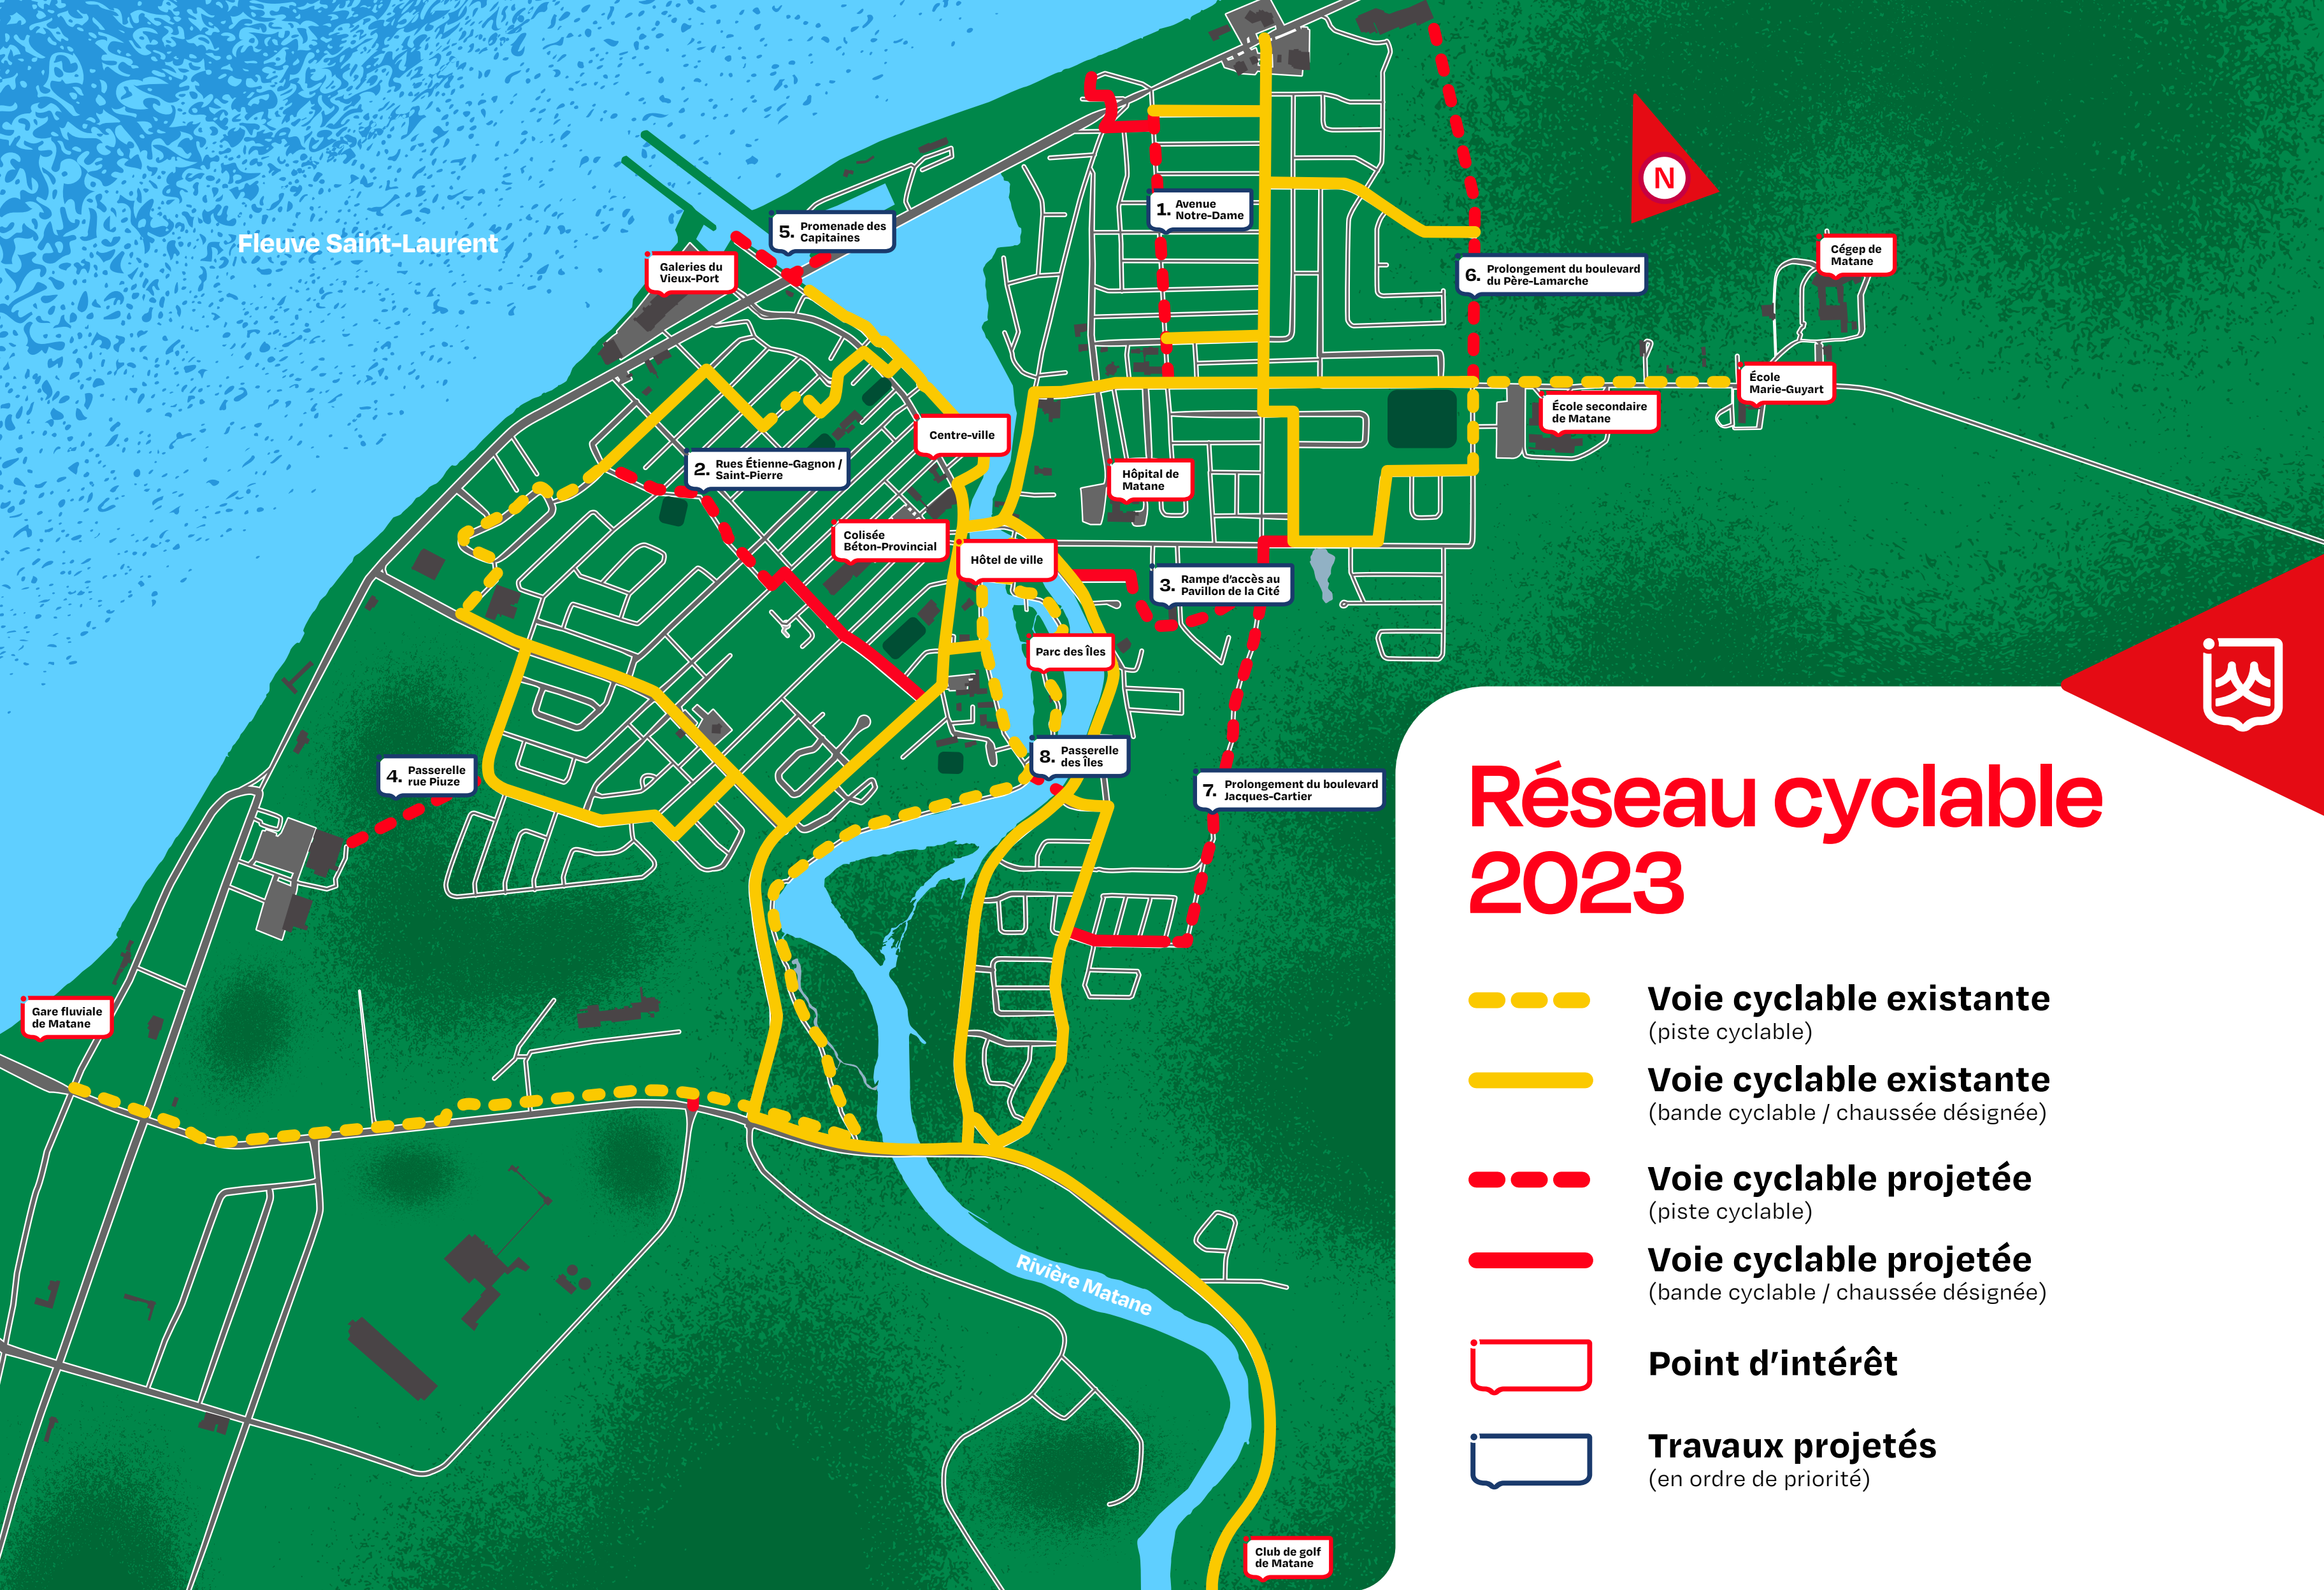 N
Fleuve Saint-Laurent
5. Promenade des
Capitaines
Galeries du
Vieux-Port
1. Avenue
Notre-Dame
6. Prolongement du boulevard
du Père-Lamarche
Cégep de
Matane
École
Marie-Guyart
École secondaire
de Matane
Centre-ville
2. Rues Étienne-Gagnon /
Saint-Pierre
Hôpital de
Matane
Colisée
Béton-Provincial
Hôtel de ville
3. Rampe d'accès au
Pavillon de la Cité
Parc des Îles
8. Passerelle
des Îles
4. Passerelle
rue Piuze
7. Prolongement du boulevard
Jacques-Cartier
Gare fluviale
de Matane
Rivière Matane
Club de golf
de Matane
Réseau cyclable
2023
Voie cyclable existante
(piste cyclable)
Voie cyclable existante
(bande cyclable / chaussée désignée)
Voie cyclable projetée
(piste cyclable)
Voie cyclable projetée
(bande cyclable / chaussée désignée)
Point d'intérêt
Travaux projetés
(en ordre de priorité)